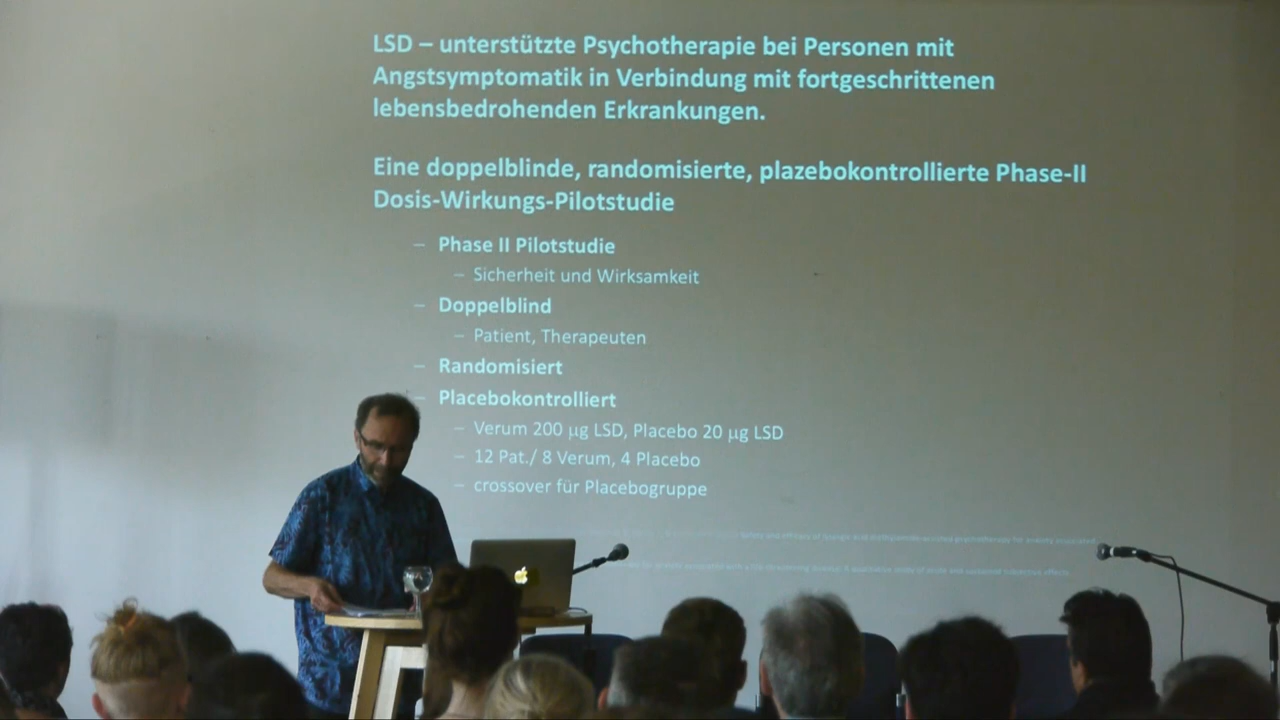 LSD – unterstützte Psychotherapie bei Personen mit
Angstsymptomatik in Verbindung mit fortgeschrittenen
lebensbedrohenden Erkrankungen.
Eine doppelblinde, randomisierte, plazebokontrollierte Phase-II
Dosis-Wirkungs-Pilotstudie
– Phase II Pilotstudie
– Sicherheit und Wirksamkeit
– Doppelblind
– Patient, Therapeuten
– Randomisiert
– Placebokontrolliert
– Verum 200 µg LSD, Placebo 20 µg LSD
– 12 Pat./ 8 Verum, 4 Placebo
– crossover für Placebogruppe